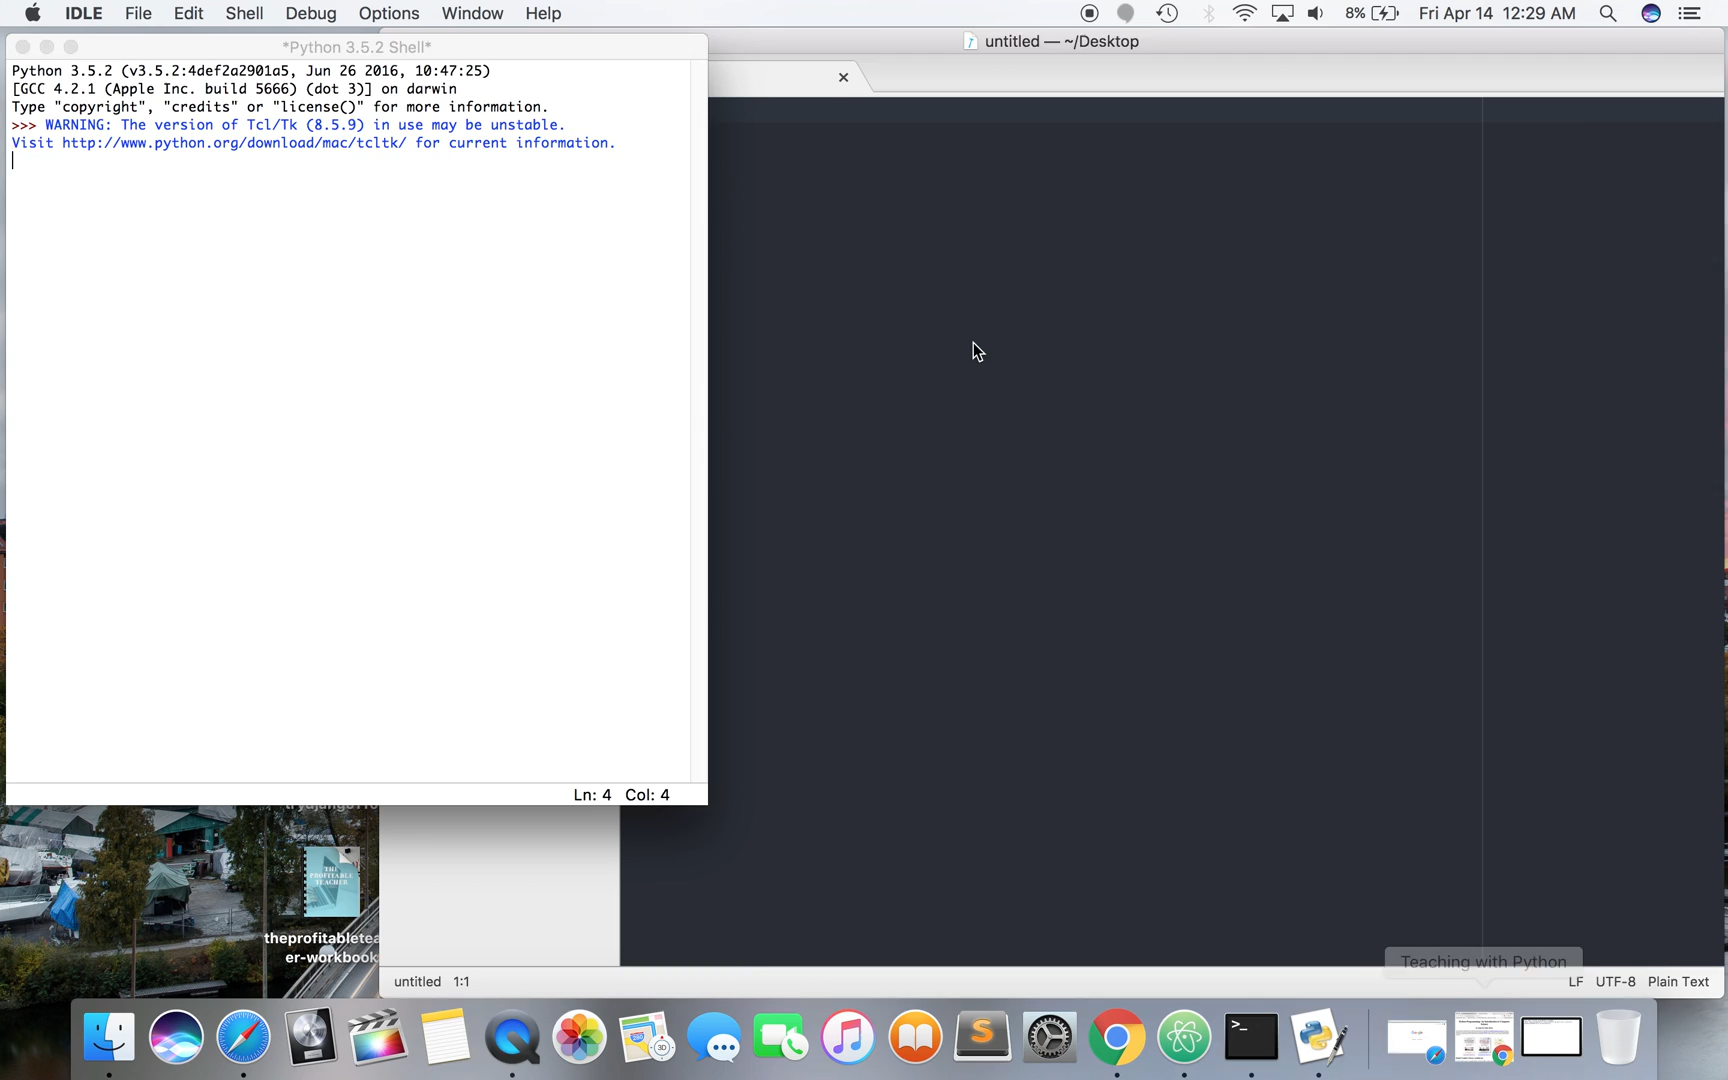 IDLE File Edit Shell Debug Options Window Help 8% Fri Apr 14 12:29 AM
*Python 3.5.2 Shell*
untitled — ~/Desktop
Python 3.5.2 (v3.5.2:4def2a2901a5, Jun 26 2016, 10:47:25)
[GCC 4.2.1 (Apple Inc. build 5666) (dot 3)] on darwin
Type "copyright", "credits" or "license()" for more information.
>>> WARNING: The version of Tcl/Tk (8.5.9) in use may be unstable.
Visit http://www.python.org/download/mac/tcltk/ for current information.
Ln: 4 Col: 4
THE
PROFITABLE
TEACHER
theprofitabletea
er-workbook
Teaching with Python
untitled 1:1
LF UTF-8 Plain Text
3D